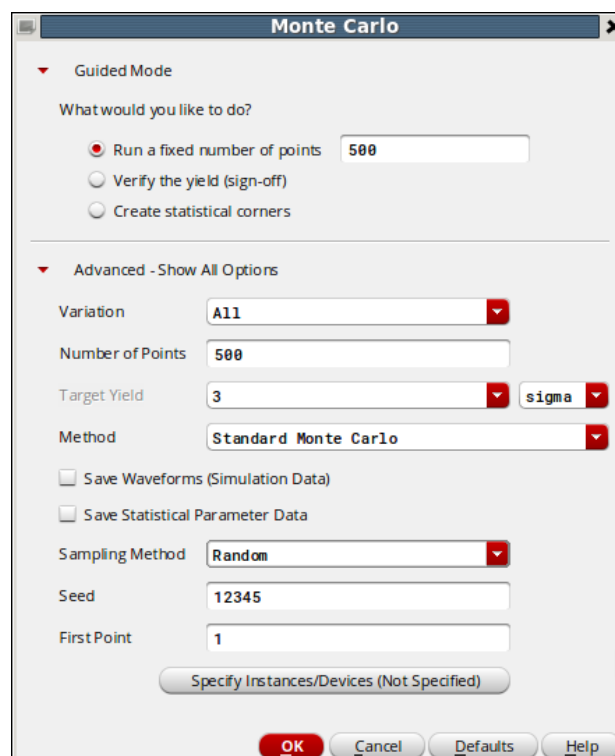 Monte Carlo
Guided Mode
What would you like to do?
Run a fixed number of points 500
Verify the yield (sign-off)
Create statistical corners
Advanced - Show All Options
Variation All
Number of Points 500
Target Yield 3 sigma
Method Standard Monte Carlo
Save Waveforms (Simulation Data)
Save Statistical Parameter Data
Sampling Method Random
Seed 12345
First Point 1
Specify Instances/Devices (Not Specified)
OK Cancel Defaults Help